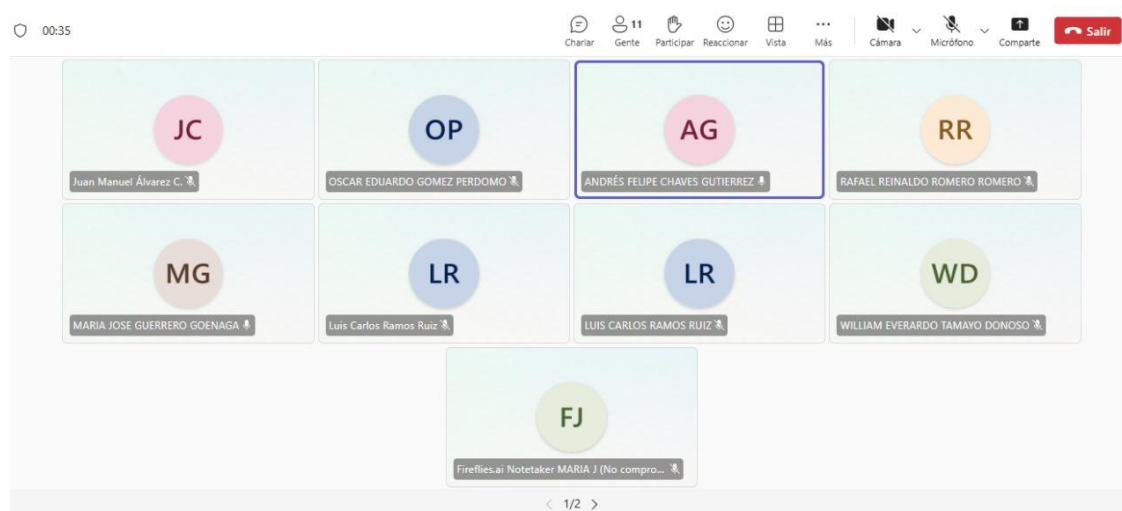 00:35
11
Charlar Gente Participar Reaccionar Vista Más Cámara Micrófono Comparte Salir
JC OP AG RR
Juan Manuel Álvarez C. OSCAR EDUARDO GOMEZ PERDOMO ANDRÉS FELIPE CHAVES GUTIERREZ RAFAEL REINALDO ROMERO ROMERO
MG LR LR WD
MARIA JOSE GUERRERO GOENAGA Luis Carlos Ramos Ruiz LUIS CARLOS RAMOS RUIZ WILLIAM EVERARDO TAMAYO DONOSO
FJ
Fireflies.ai Notetaker MARIA J (No compro...
1/2